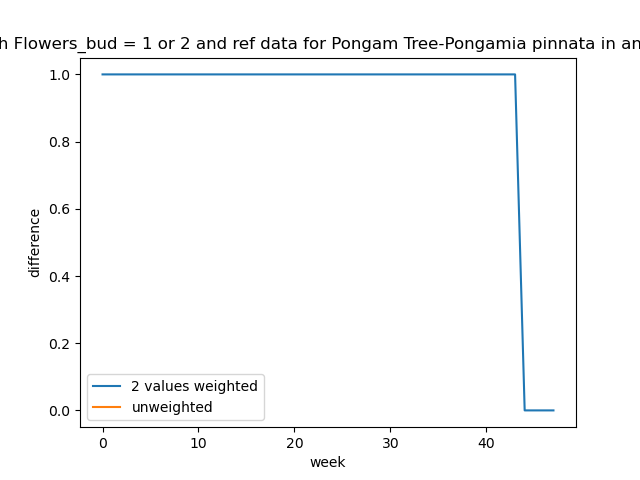 h Flowers_bud = 1 or 2 and ref data for Pongam Tree-Pongamia pinnata in an
1.0
0.8
0.6
0.4
0.2
0.0
difference
2 values weighted
unweighted
0 10 20 30 40
week